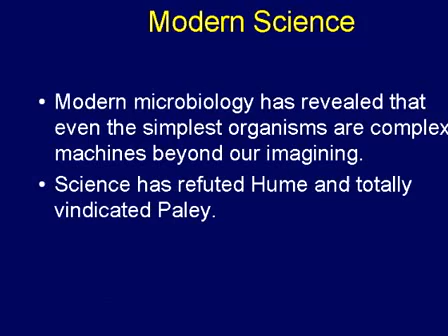 Modern Science
• Modern microbiology has revealed that
even the simplest organisms are complex
machines beyond our imagining.
• Science has refuted Hume and totally
vindicated Paley.